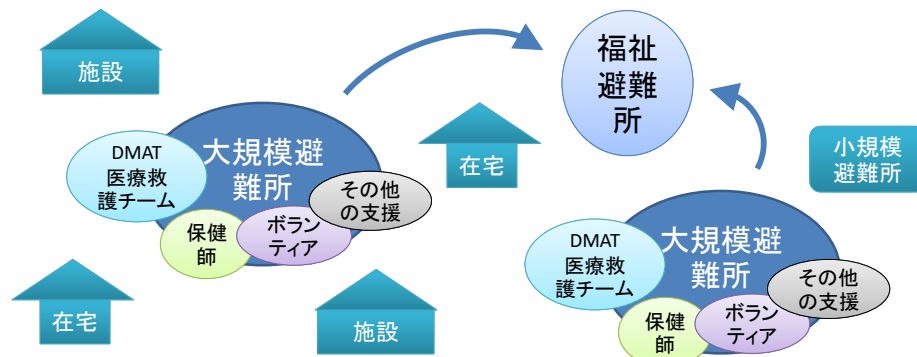 施設
福祉
避難
所
大規模避
難所
DMAT
医療救
護チーム
その他
の支援
保健
師
ボラン
ティア
在宅
小規模
避難所
在宅
施設
大規模避
難所
DMAT
医療救
護チーム
その他
の支援
保健
師
ボラン
ティア